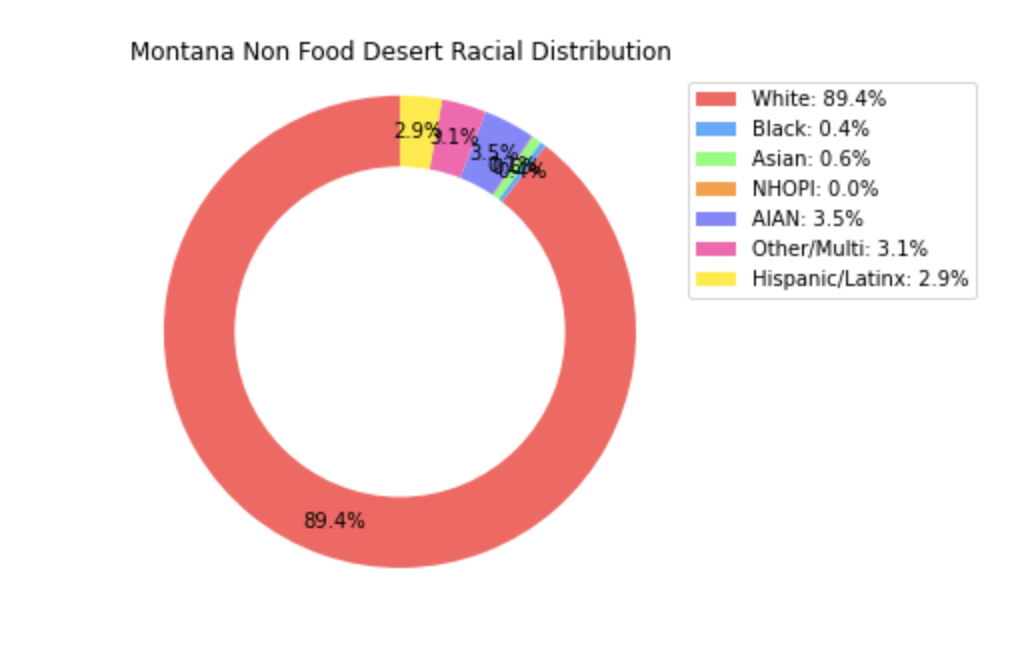 Montana Non Food Desert Racial Distribution
White: 89.4%
Black: 0.4%
Asian: 0.6%
NHOPI: 0.0%
AIAN: 3.5%
Other/Multi: 3.1%
Hispanic/Latinx: 2.9%
2.9%
3.1%
3.5%
89.4%